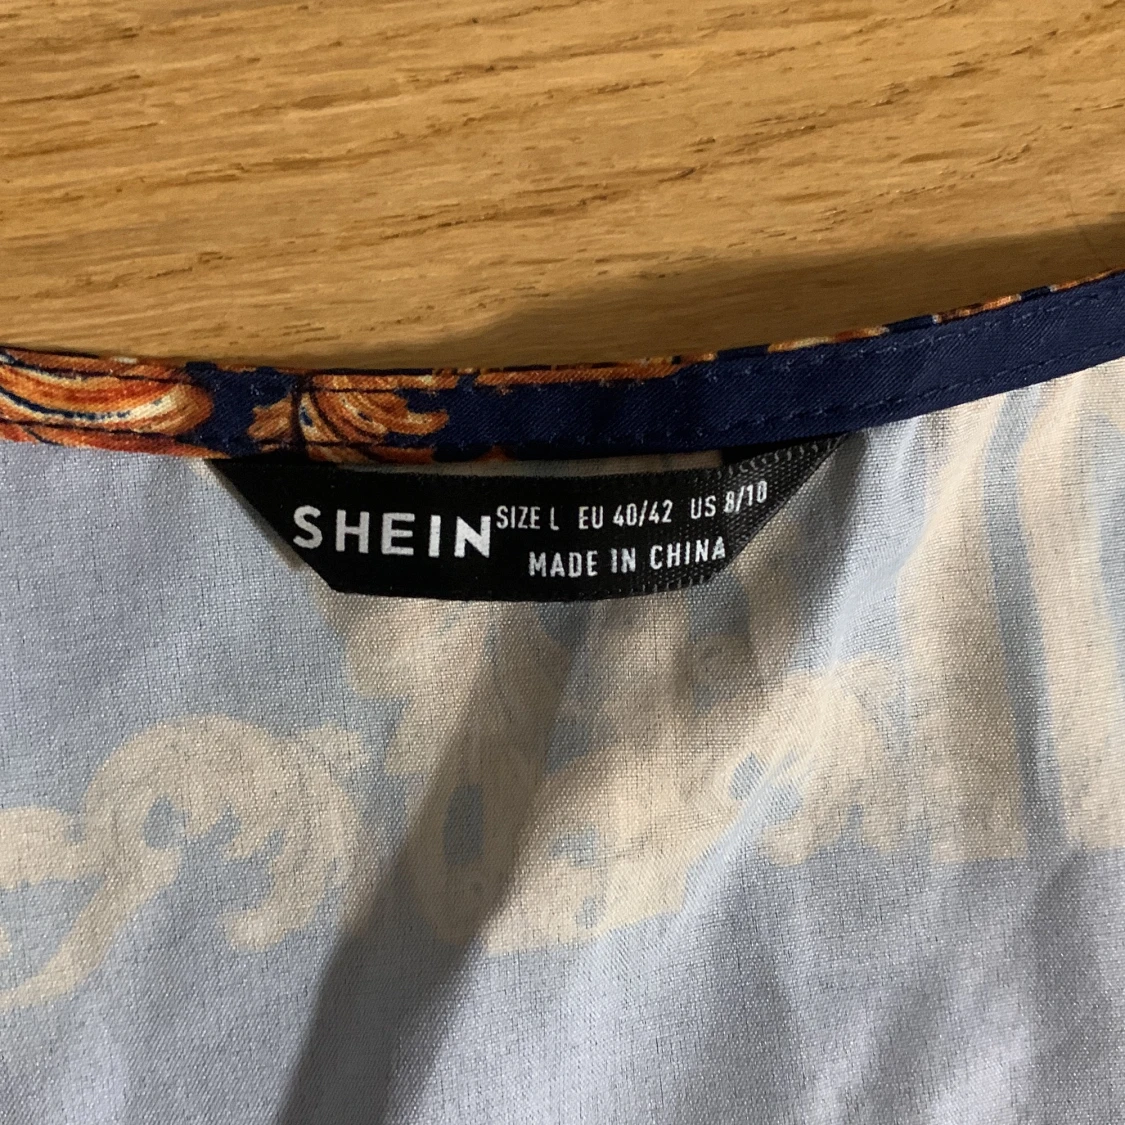 SHEIN
SIZE L EU 40/42 US 8/10
MADE IN CHINA